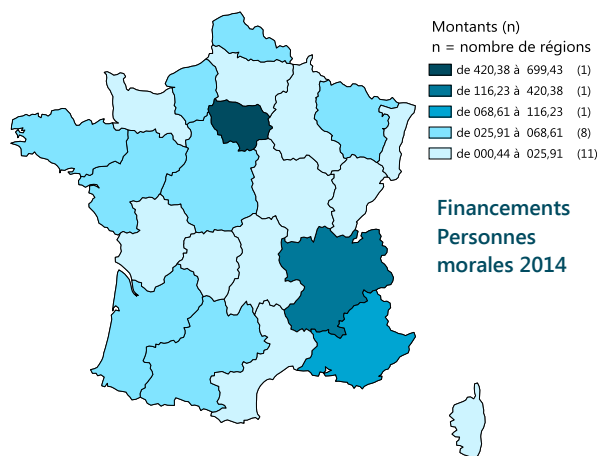 Montants (n)
n = nombre de régions
de 420,38 à 699,43 (1)
de 116,23 à 420,38 (1)
de 068,61 à 116,23 (1)
de 025,91 à 068,61 (8)
de 000,44 à 025,91 (11)
Financements
Personnes
morales 2014